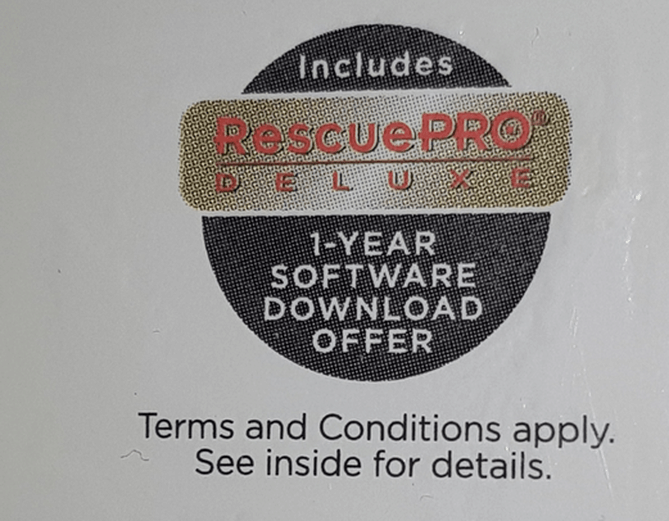 Includes
RescuePRO®
DELUXE
1-YEAR
SOFTWARE
DOWNLOAD
OFFER
Terms and Conditions apply.
See inside for details.